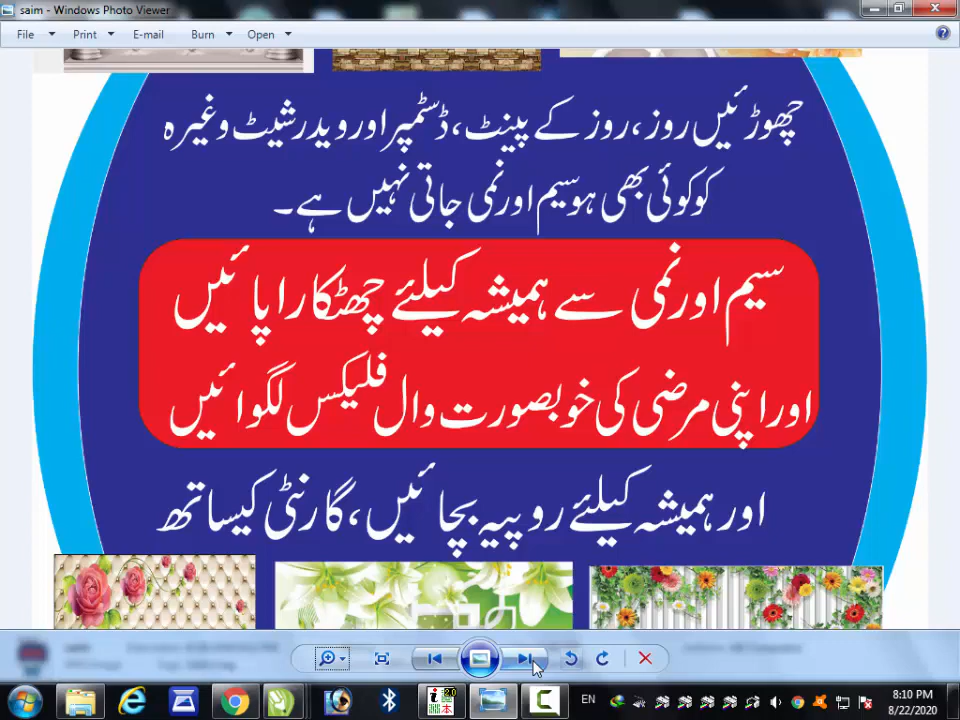 saim - Windows Photo Viewer
File Print E-mail Burn Open
چھوڑئیں روز، روز کے پینٹ، ڈسٹمپر اور ویدر شیٹ وغیرہ
کو کوئی بھی ہو سیم اور نمی جاتی نہیں ہے۔
سیم اور نمی سے ہمیشہ کیلئے چھٹکارا پائیں
اور اپنی مرضی کی خوبصورت وال فلیکس لگوائیں
اور ہمیشہ کیلئے روپیہ بچائیں، گارنٹی کیساتھ
EN
8:10 PM
8/22/2020